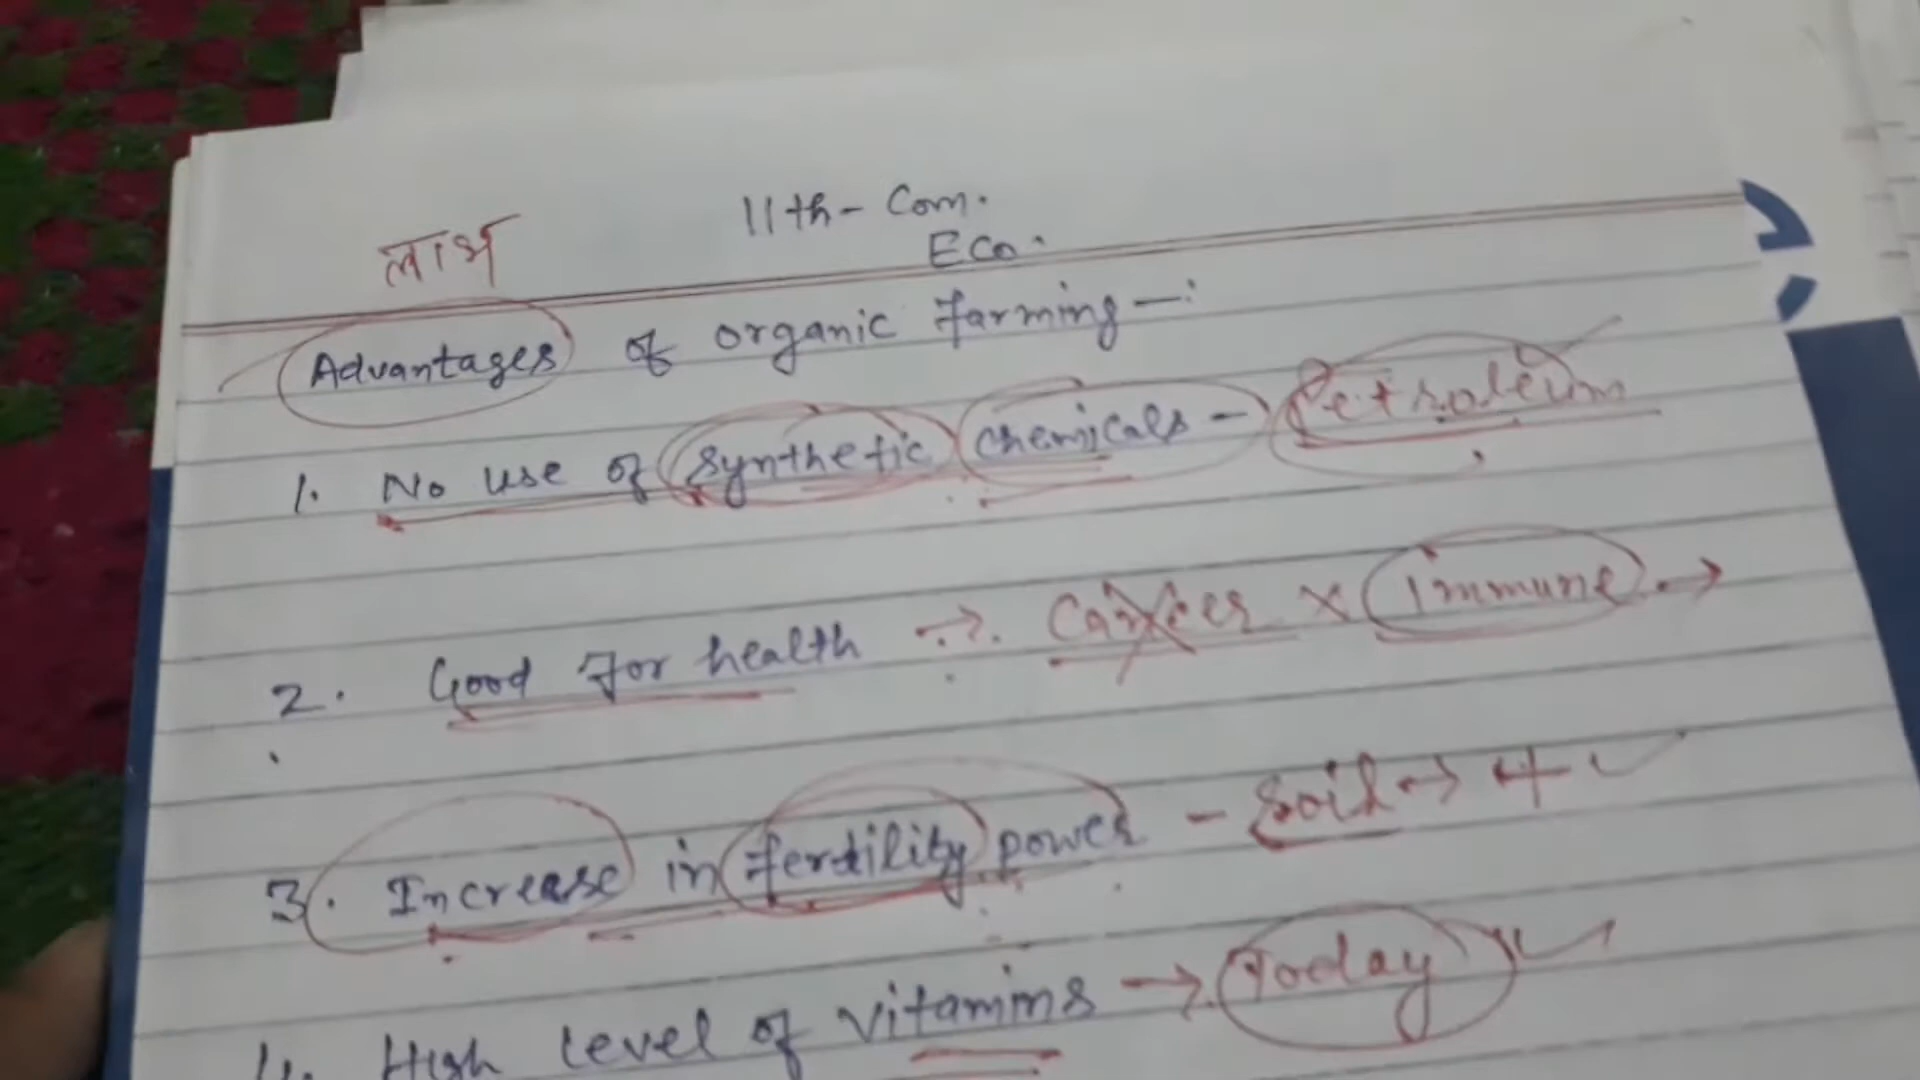 11th - Com.
लाभ Eco.
Advantages of organic farming -:
1. No use of synthetic chemicals - Petroleum
2. Good for health → Cancer × immune →
3. Increase in fertility power - Soil → + ✓
4. High level of vitamins → Today ✓